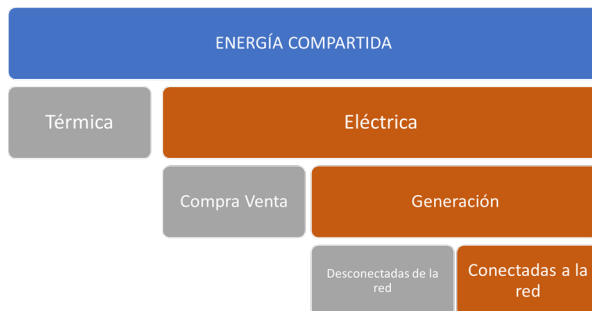 ENERGÍA COMPARTIDA
Térmica
Eléctrica
Compra Venta
Generación
Desconectadas de la
red
Conectadas a la
red